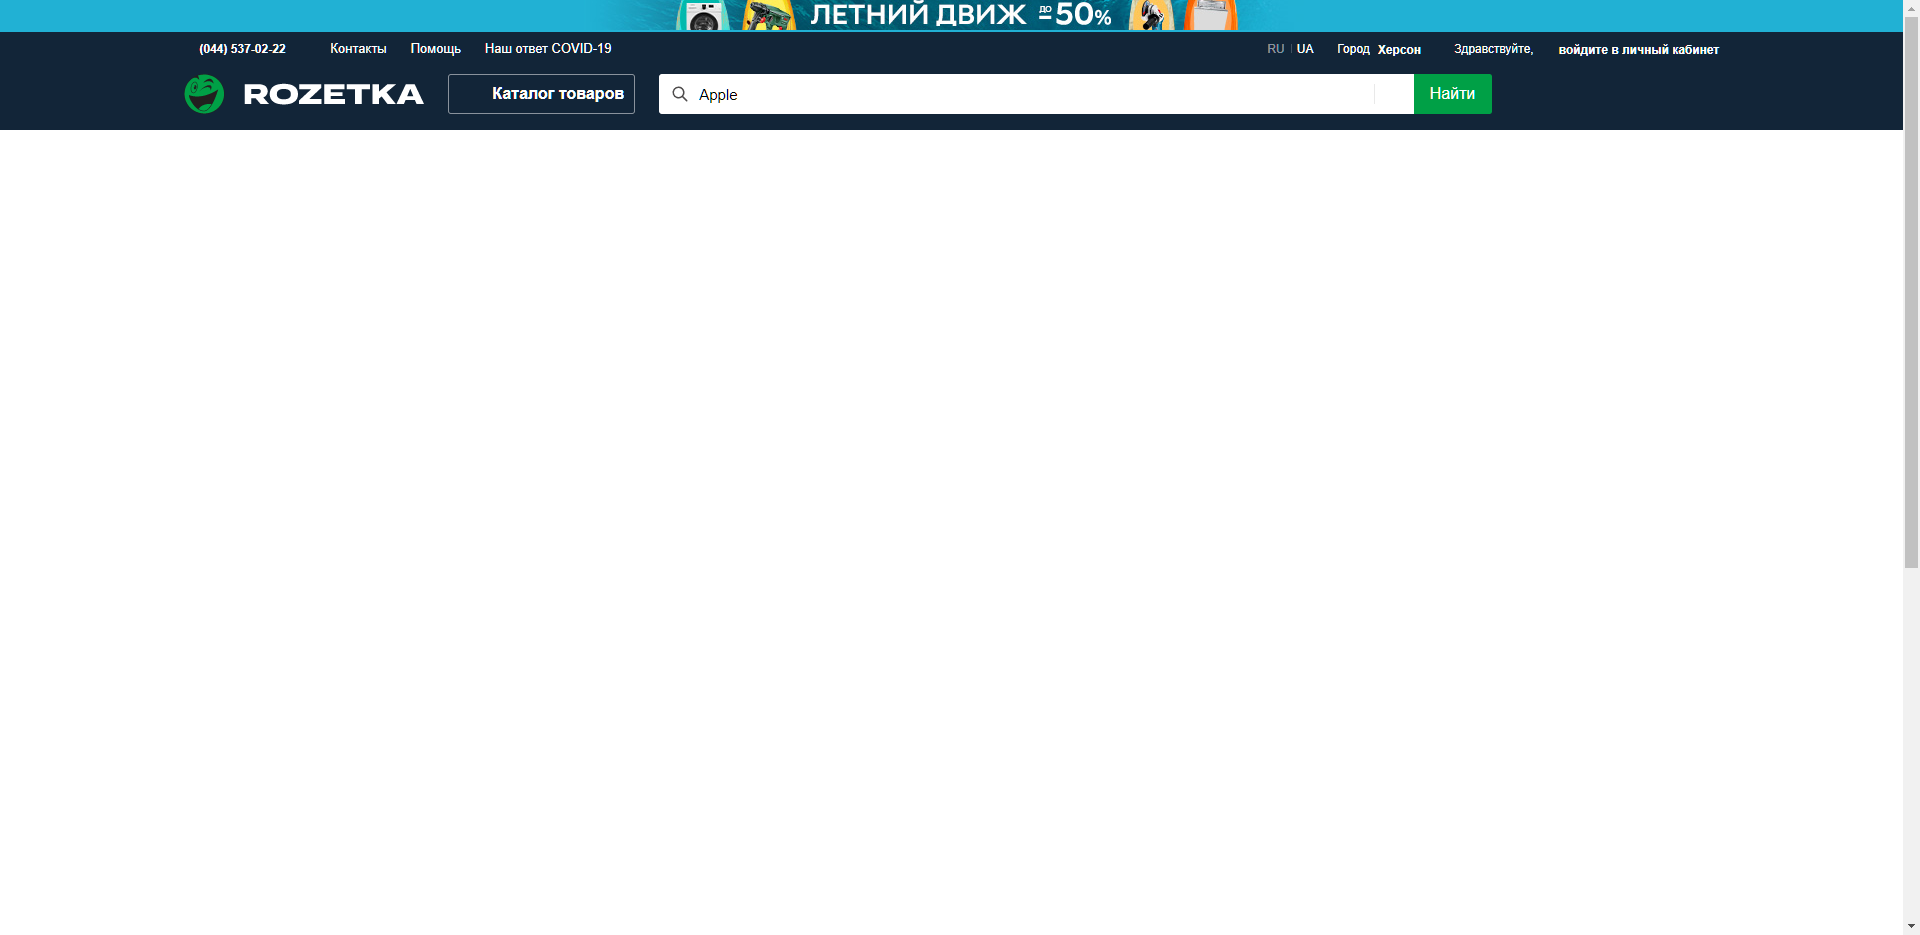 ЛЕТНИЙ ДВИЖ до -50%
(044) 537-02-22 Контакты Помощь Наш ответ COVID-19 RU UA Город Херсон Здравствуйте, войдите в личный кабинет
ROZETKA Каталог товаров Apple Найти